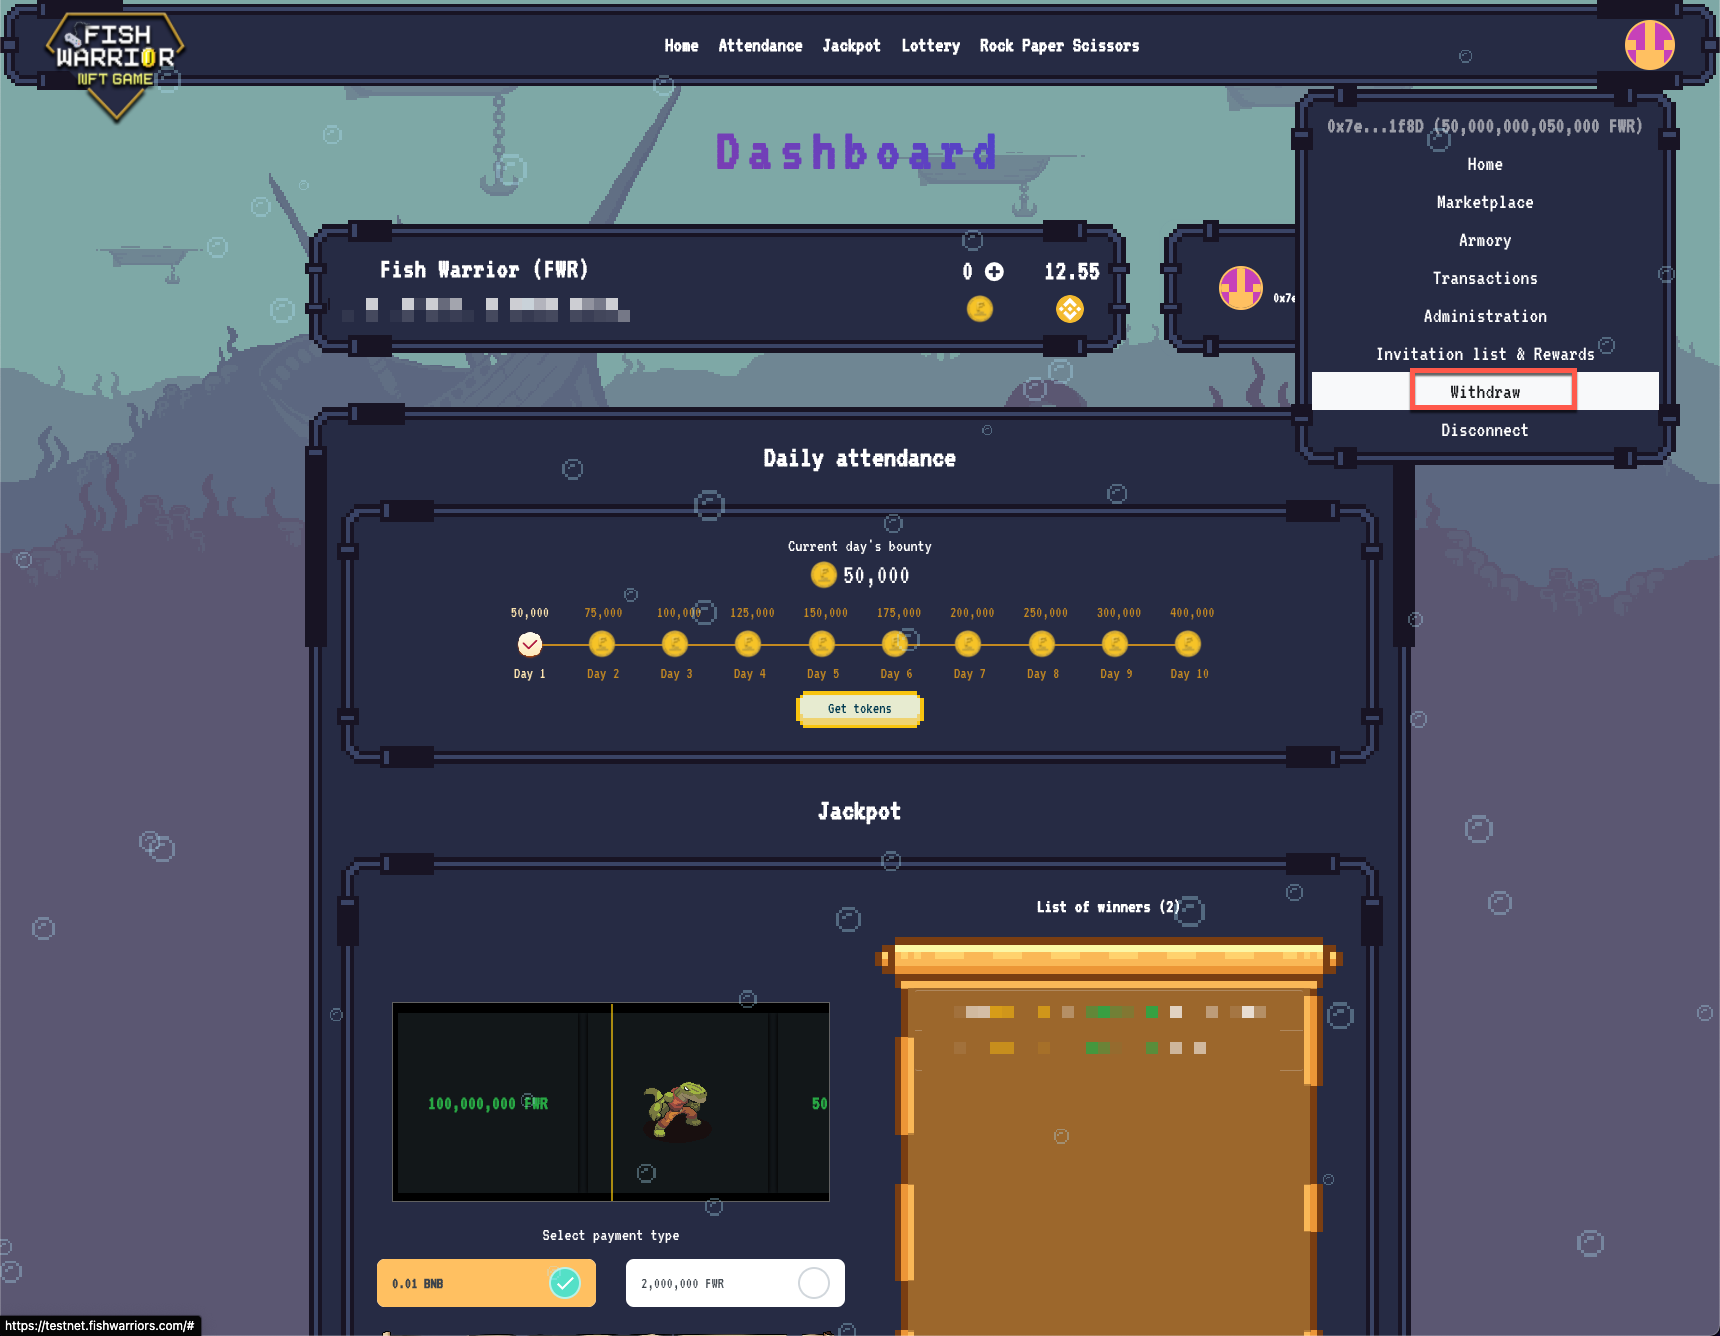 FISH
WARRIOR
NFT GAME
Home Attendance Jackpot Lottery Rock Paper Scissors
0x7e...1f8D (50,000,000,050,000 FWR)
Home
Marketplace
Armory
Transactions
Administration
Invitation list & Rewards
Withdraw
Disconnect
Dashboard
Fish Warrior (FWR)
0 12.55
0x7e
Daily attendance
Current day's bounty
50,000
50,000 75,000 100,000 125,000 150,000 175,000 200,000 250,000 300,000 400,000
Day 1 Day 2 Day 3 Day 4 Day 5 Day 6 Day 7 Day 8 Day 9 Day 10
Get tokens
Jackpot
List of winners (2)
100,000,000 FWR
50
Select payment type
0.01 BNB
2,000,000 FWR
https://testnet.fishwarriors.com/#